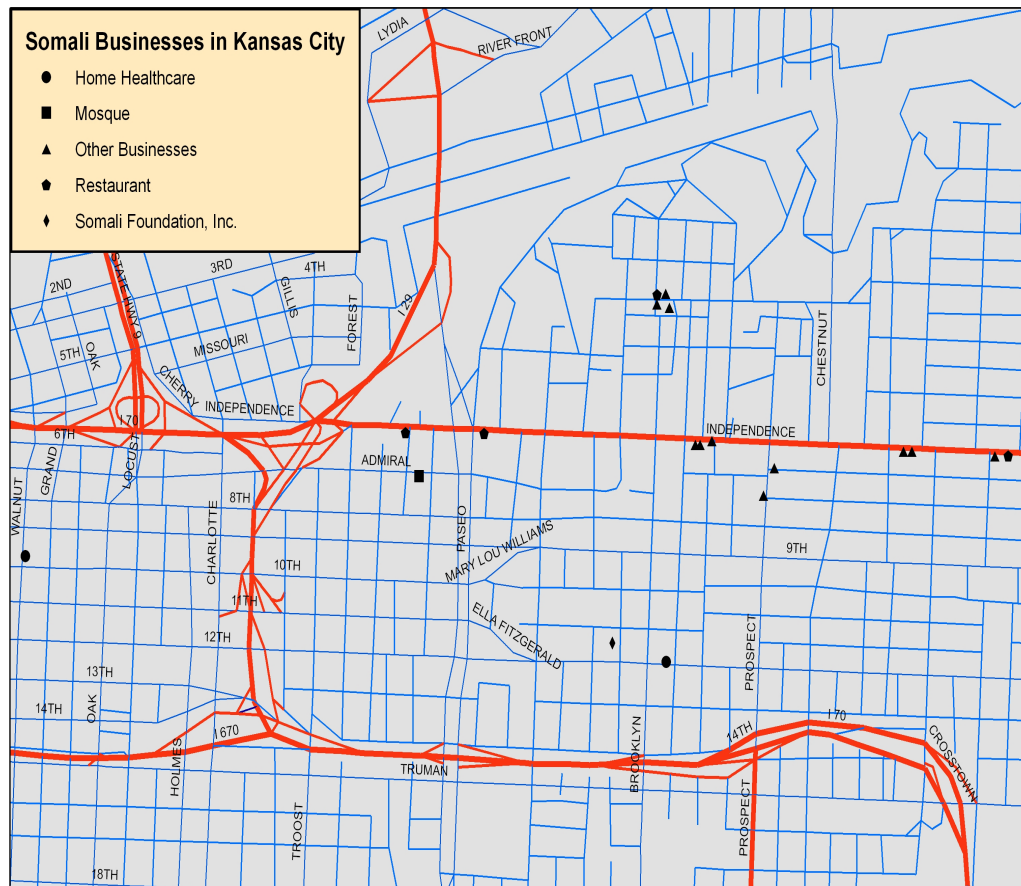 Somali Businesses in Kansas City
Home Healthcare
Mosque
Other Businesses
Restaurant
Somali Foundation, Inc.
LYDIA
RIVER FRONT
STATE HWY 9
3RD
4TH
2ND
GILLIS
I 29
FOREST
MISSOURI
5TH
OAK
CHERRY
CHESTNUT
INDEPENDENCE
I 70
6TH
INDEPENDENCE
LOCUST
GRAND
ADMIRAL
WALNUT
8TH
CHARLOTTE
PASEO
MARY LOU WILLIAMS
9TH
10TH
11TH
ELLA FITZGERALD
12TH
PROSPECT
13TH
OAK
14TH
I 670
HOLMES
BROOKLYN
14TH
I 70
CROSSTOWN
TRUMAN
PROSPECT
TROOST
18TH